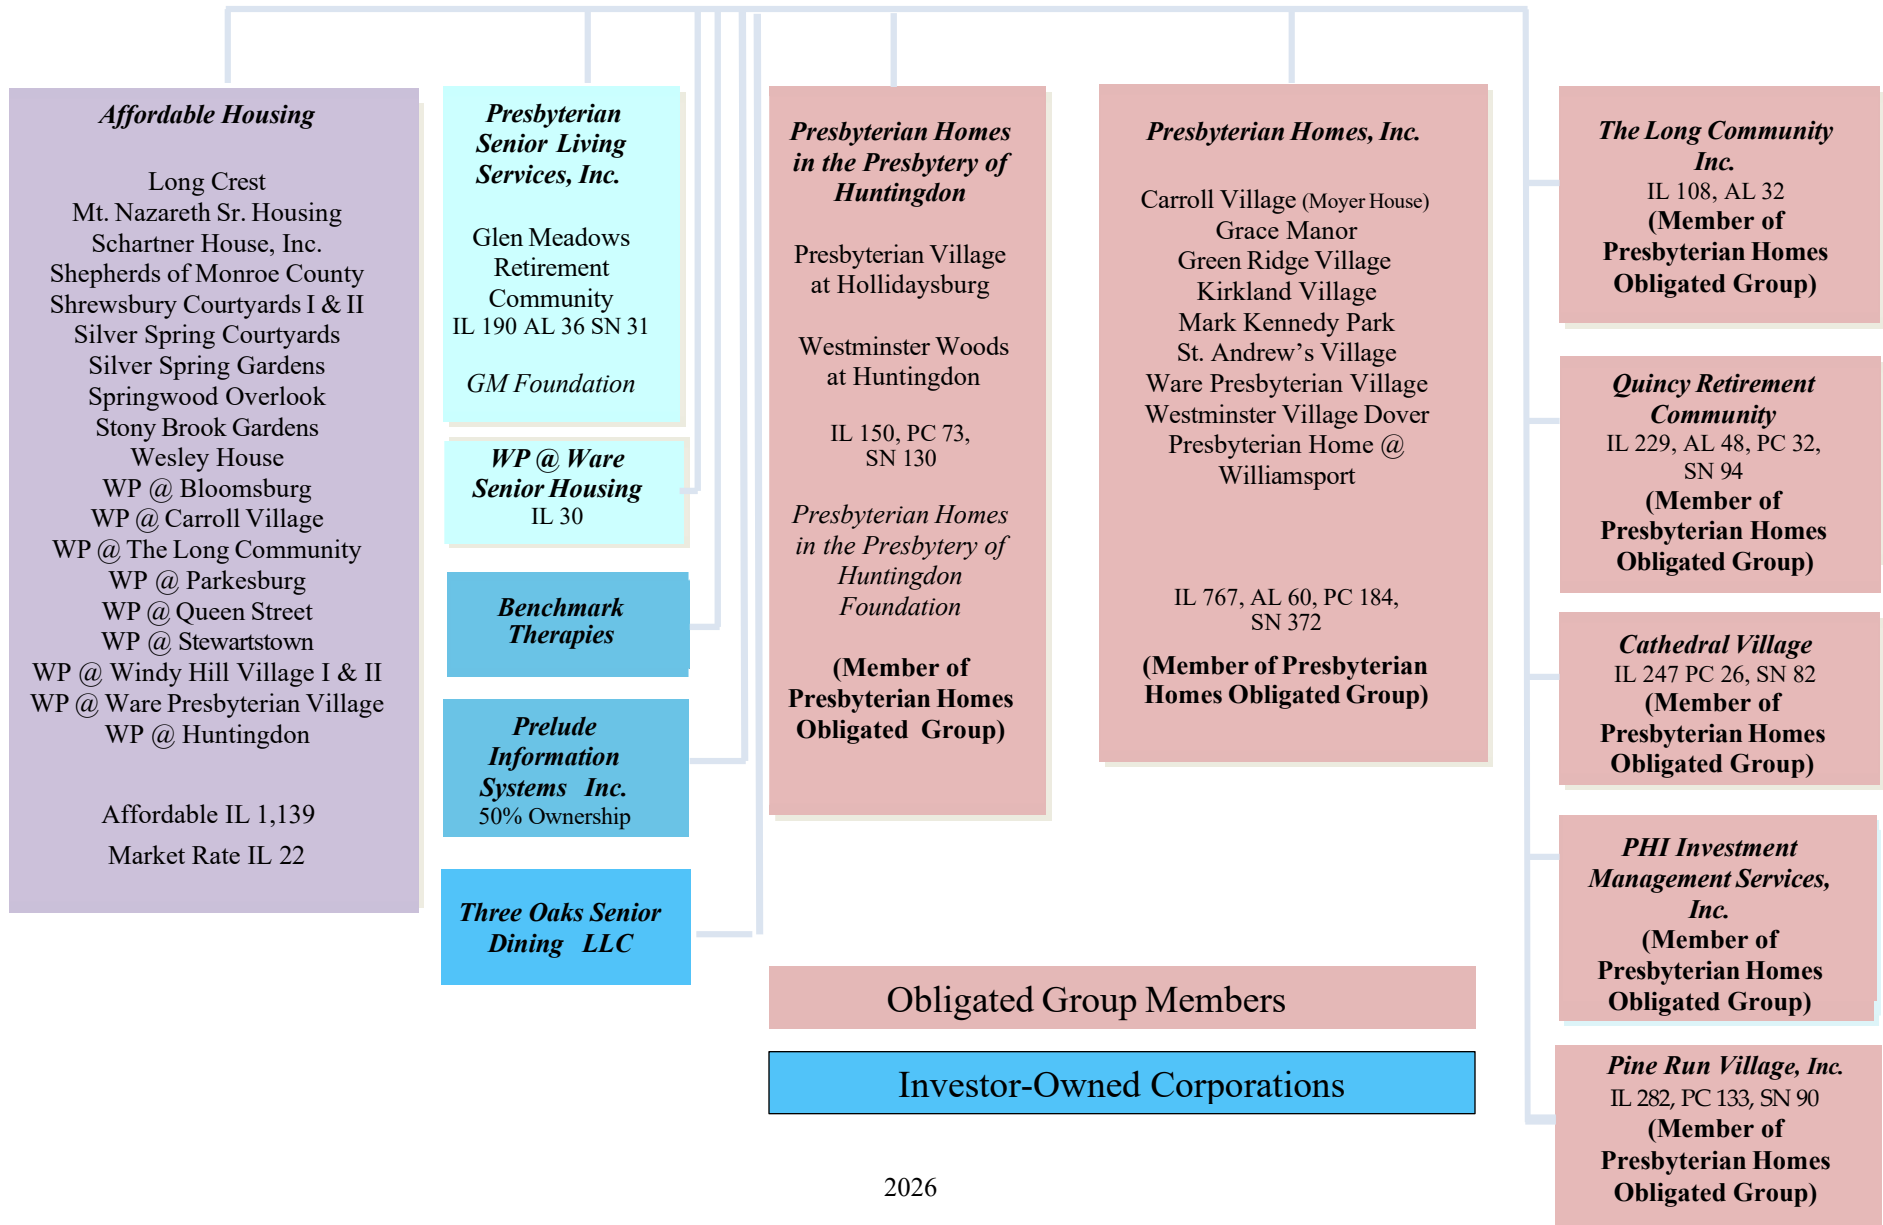 Affordable Housing
Long Crest
Mt. Nazareth Sr. Housing
Schartner House, Inc.
Shepherds of Monroe County
Shrewsbury Courtyards I & II
Silver Spring Courtyards
Silver Spring Gardens
Springwood Overlook
Stony Brook Gardens
Wesley House
WP @ Bloomsburg
WP @ Carroll Village
WP @ The Long Community
WP @ Parkesburg
WP @ Queen Street
WP @ Stewartstown
WP @ Windy Hill Village I & II
WP @ Ware Presbyterian Village
WP @ Huntingdon
Affordable IL 1,139
Market Rate IL 22
Presbyterian
Senior Living
Services, Inc.
Glen Meadows
Retirement
Community
IL 190 AL 36 SN 31
GM Foundation
WP @ Ware
Senior Housing
IL 30
Benchmark
Therapies
Prelude
Information
Systems Inc.
50% Ownership
Three Oaks Senior
Dining LLC
Presbyterian Homes
in the Presbytery of
Huntingdon
Presbyterian Village
at Hollidaysburg
Westminster Woods
at Huntingdon
IL 150, PC 73,
SN 130
Presbyterian Homes
in the Presbytery of
Huntingdon
Foundation
(Member of
Presbyterian Homes
Obligated Group)
Presbyterian Homes, Inc.
Carroll Village (Moyer House)
Grace Manor
Green Ridge Village
Kirkland Village
Mark Kennedy Park
St. Andrew’s Village
Ware Presbyterian Village
Westminster Village Dover
Presbyterian Home @
Williamsport
IL 767, AL 60, PC 184,
SN 372
(Member of Presbyterian
Homes Obligated Group)
The Long Community
Inc.
IL 108, AL 32
(Member of
Presbyterian Homes
Obligated Group)
Quincy Retirement
Community
IL 229, AL 48, PC 32,
SN 94
(Member of
Presbyterian Homes
Obligated Group)
Cathedral Village
IL 247 PC 26, SN 82
(Member of
Presbyterian Homes
Obligated Group)
PHI Investment
Management Services,
Inc.
(Member of
Presbyterian Homes
Obligated Group)
Pine Run Village, Inc.
IL 282, PC 133, SN 90
(Member of
Presbyterian Homes
Obligated Group)
Obligated Group Members
Investor-Owned Corporations
2026